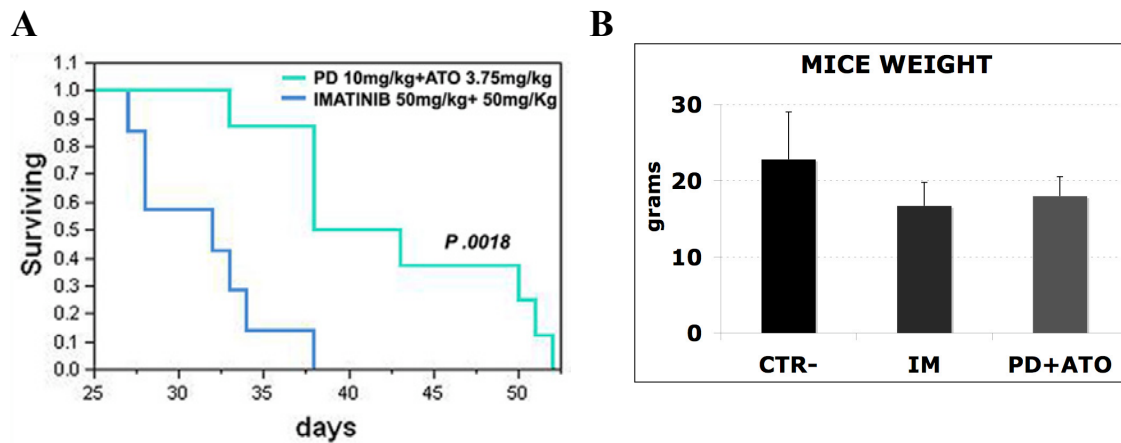 A
1.1
1.0
0.9
0.8
0.7
0.6
0.5
0.4
0.3
0.2
0.1
0.0
Surviving
PD 10mg/kg+ATO 3.75mg/kg
IMATINIB 50mg/kg+ 50mg/Kg
P .0018
25 30 35 40 45 50
days
B
MICE WEIGHT
30
20
10
0
grams
CTR- IM PD+ATO